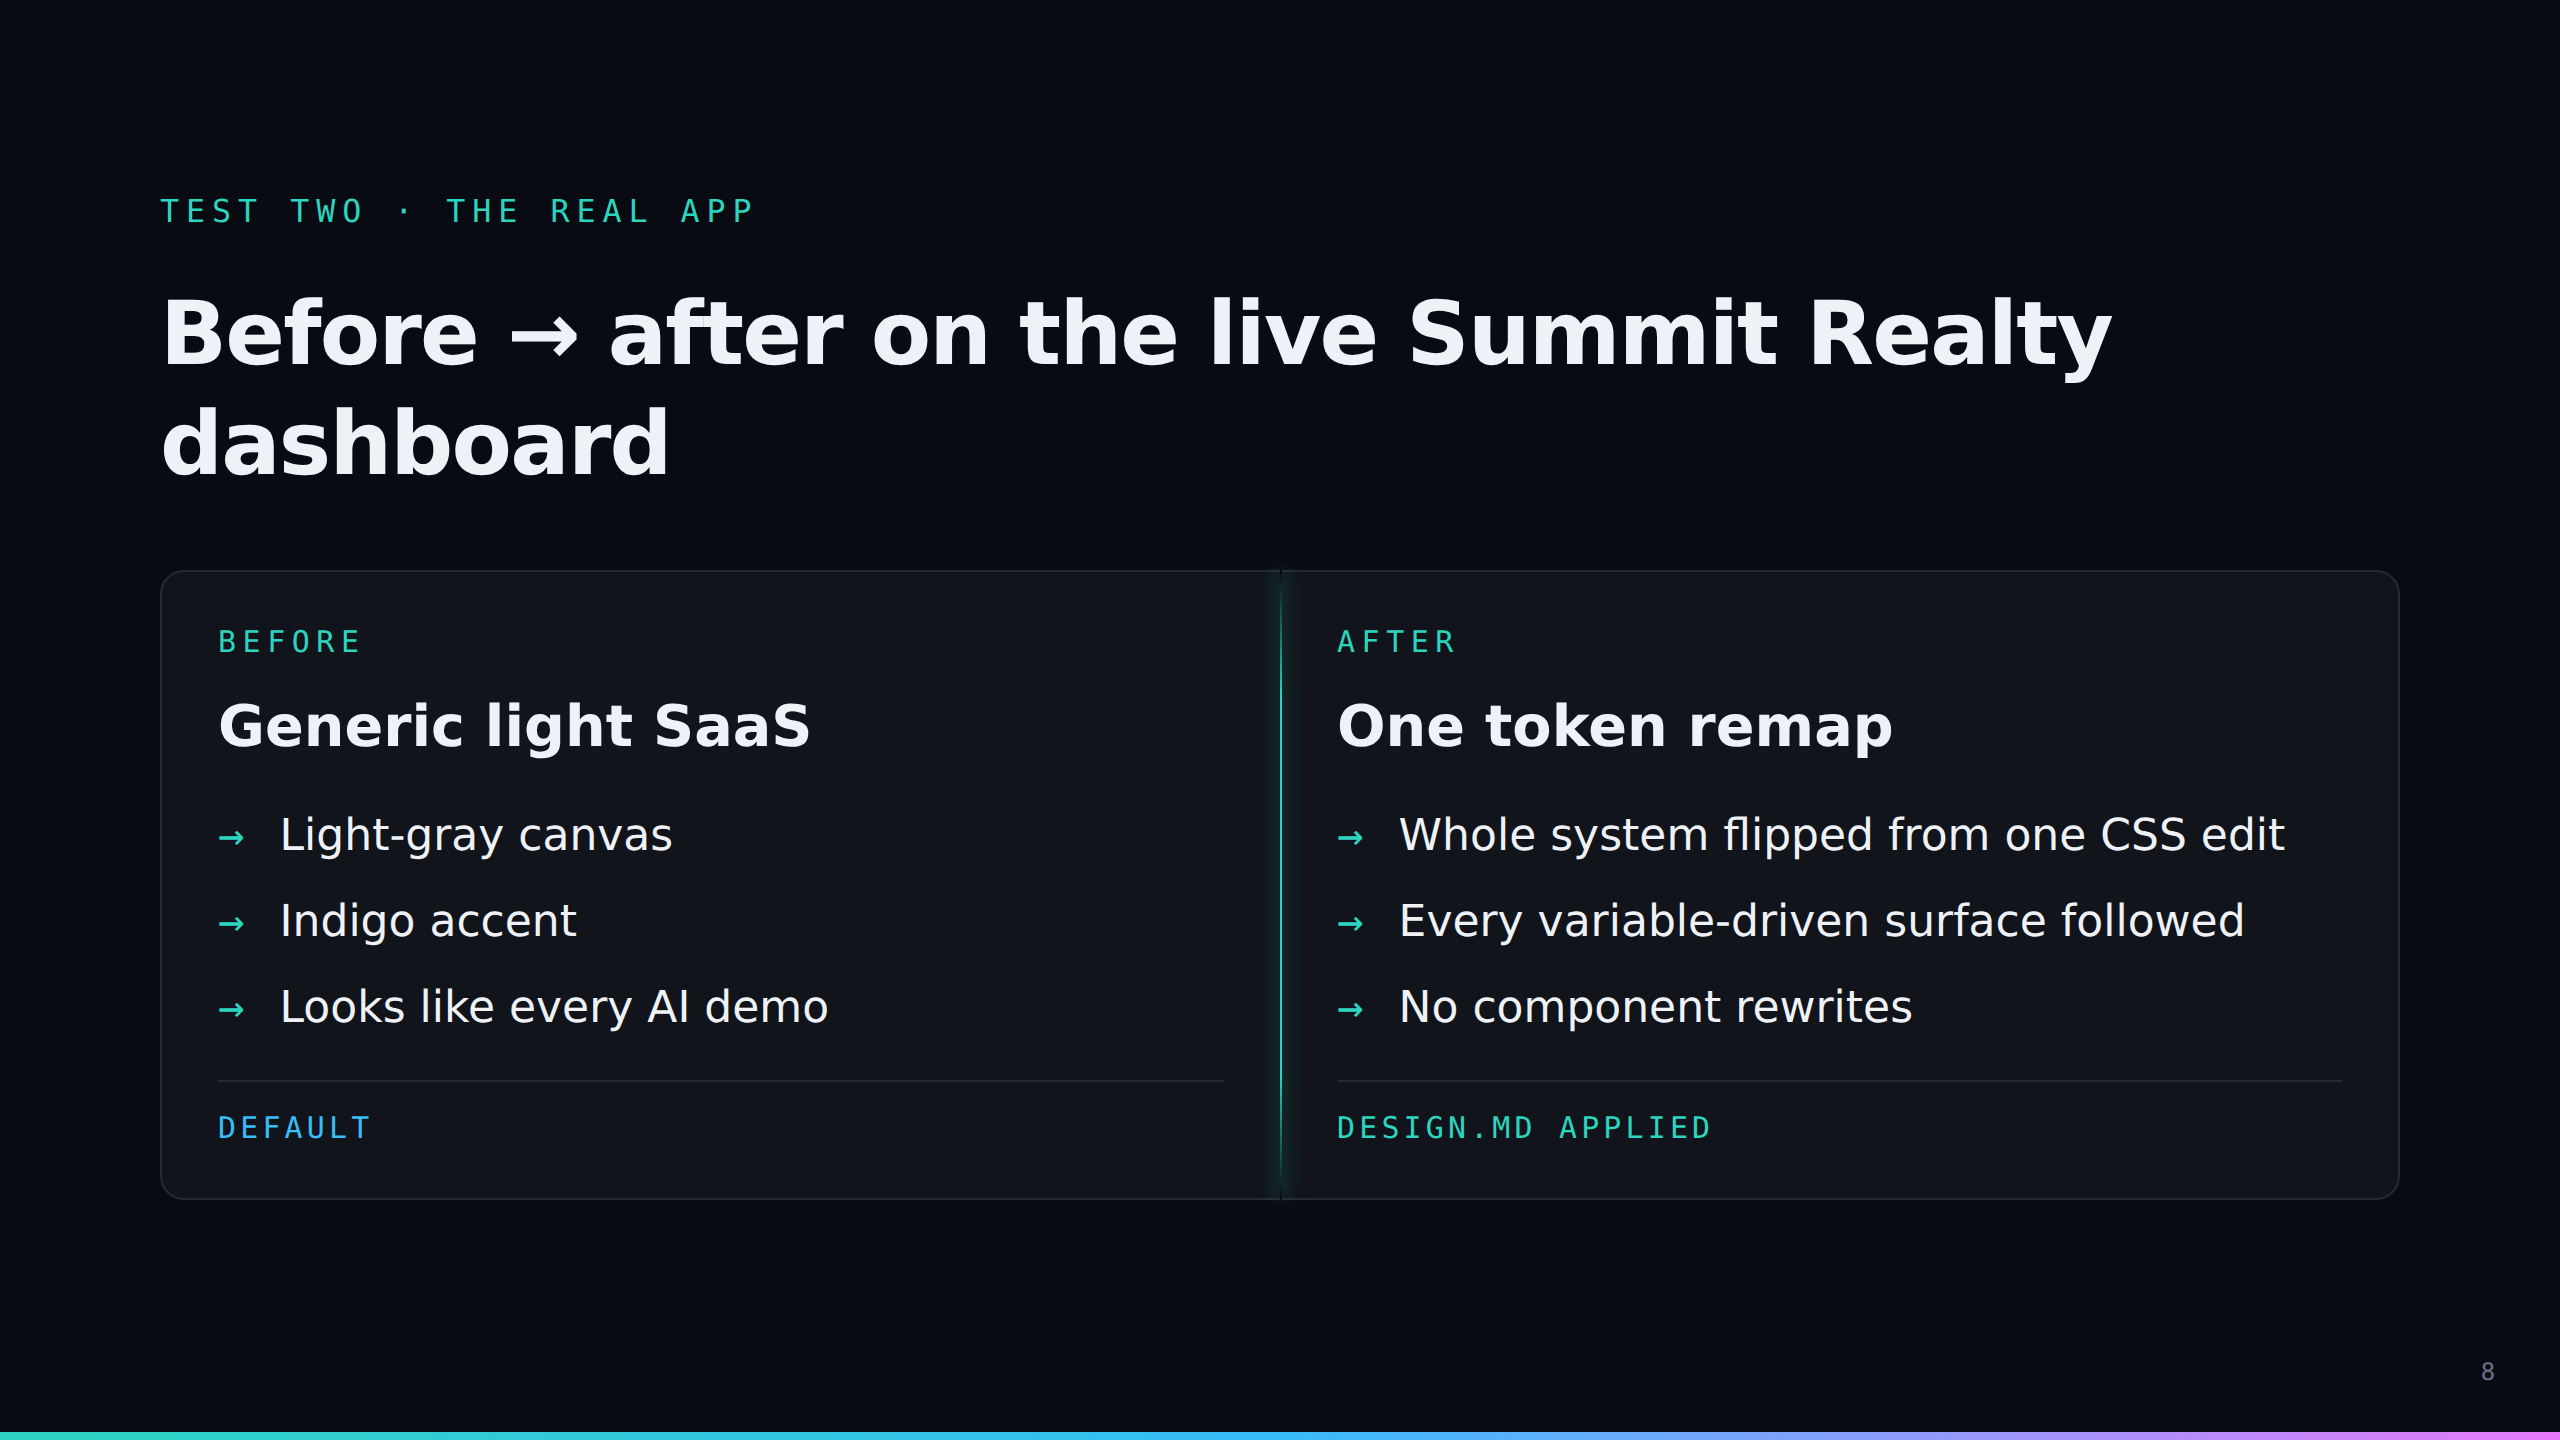 TEST TWO · THE REAL APP
Before → after on the live Summit Realty
dashboard
BEFORE
Generic light SaaS
→ Light-gray canvas
→ Indigo accent
→ Looks like every AI demo
DEFAULT
AFTER
One token remap
→ Whole system flipped from one CSS edit
→ Every variable-driven surface followed
→ No component rewrites
DESIGN.MD APPLIED
8